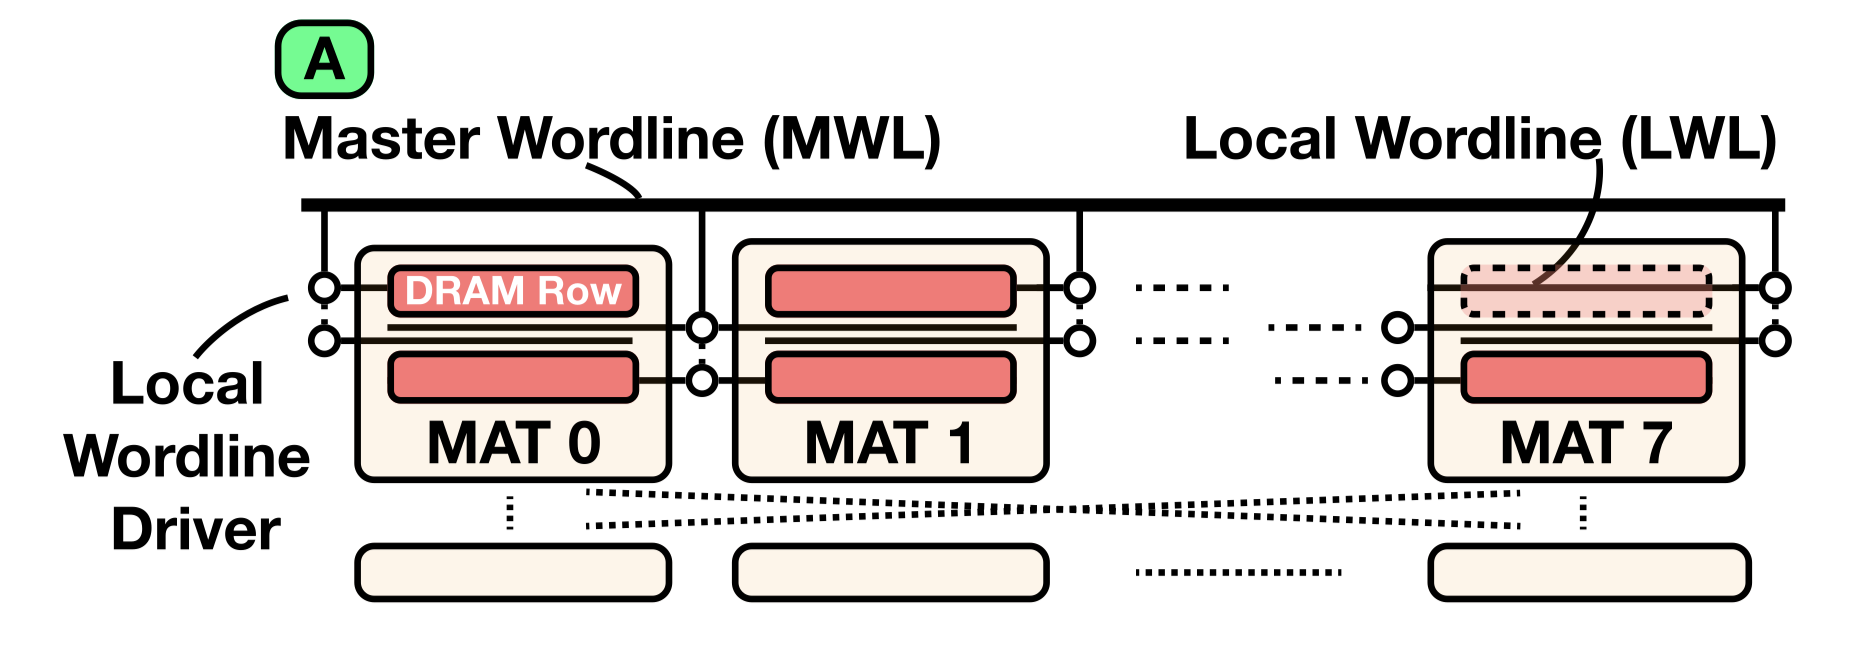 A
Master Wordline (MWL)
Local Wordline (LWL)
DRAM Row
Local
Wordline
Driver
MAT 0
MAT 1
MAT 7